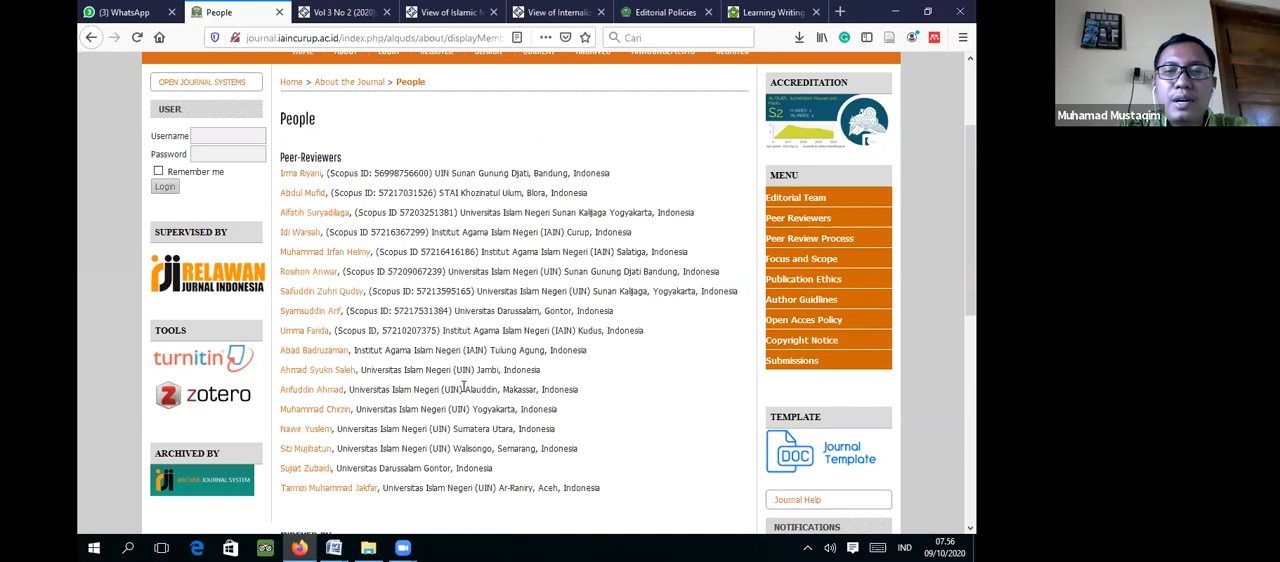 (3) WhatsApp
People
Vol 3 No 2 (2020):
View of Islamic M
View of Internaliz
Editorial Policies
Learning Writing
journal.iaincurup.ac.id/index.php/alquds/about/displayMem
Cari
OPEN JOURNAL SYSTEMS
USER
Username
Password
Remember me
Login
SUPERVISED BY
RELAWAN
JURNAL INDONESIA
TOOLS
turnitin
zotero
ARCHIVED BY
ARCHIVE JOURNAL SYSTEM
Home > About the Journal > People
People
Peer-Reviewers
Irma Riyani, (Scopus ID: 56998756600) UIN Sunan Gunung Djati, Bandung, Indonesia
Abdul Mufid, (Scopus ID: 57217031526) STAI Khozinatul Ulum, Blora, Indonesia
Alfatih Suryadilaga, (Scopus ID 57203251381) Universitas Islam Negeri Sunan Kalijaga Yogyakarta, Indonesia
Idi Warsah, (Scopus ID: 57216367299) Institut Agama Islam Negeri (IAIN) Curup, Indonesia
Muhammad Irfan Helmy, (Scopus ID 57216416186) Institut Agama Islam Negeri (IAIN) Salatiga, Indonesia
Rosihon Anwar, (Scopus ID: 57209067239) Universitas Islam Negeri (UIN) Sunan Gunung Djati Bandung, Indonesia
Saifuddin Zuhri Qudsy, (Scopus ID: 57213595165) Universitas Islam Negeri (UIN) Sunan Kalijaga, Yogyakarta, Indonesia
Syamsuddin Arif, (Scopus ID: 57217531384) Universitas Darussalam, Gontor, Indonesia
Umma Farida, (Scopus ID, 57210207375) Institut Agama Islam Negeri (IAIN) Kudus, Indonesia
Abad Badruzaman, Institut Agama Islam Negeri (IAIN) Tulung Agung, Indonesia
Ahmad Syukri Saleh, Universitas Islam Negeri (UIN) Jambi, Indonesia
Arifuddin Ahmad, Universitas Islam Negeri (UIN) Alauddin, Makassar, Indonesia
Muhammad Chirzin, Universitas Islam Negeri (UIN) Yogyakarta, Indonesia
Nawir Yuslem, Universitas Islam Negeri (UIN) Sumatera Utara, Indonesia
Siti Mujibatun, Universitas Islam Negeri (UIN) Walisongo, Semarang, Indonesia
Sujiat Zubaidi, Universitas Darussalam Gontor, Indonesia
Tarmizi Muhammad Jakfar, Universitas Islam Negeri (UIN) Ar-Raniry, Aceh, Indonesia
ACCREDITATION
S2
MENU
Editorial Team
Peer Reviewers
Peer Review Process
Focus and Scope
Publication Ethics
Author Guidlines
Open Acces Policy
Copyright Notice
Submissions
TEMPLATE
DOC
Journal
Template
Journal Help
NOTIFICATIONS
Muhamad Mustaqim
IND
07.56
09/10/2020